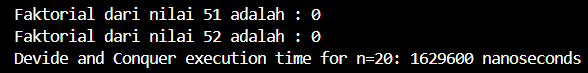 Faktorial dari nilai 51 adalah : 0
Faktorial dari nilai 52 adalah : 0
Devide and Conquer execution time for n=20: 1629600 nanoseconds